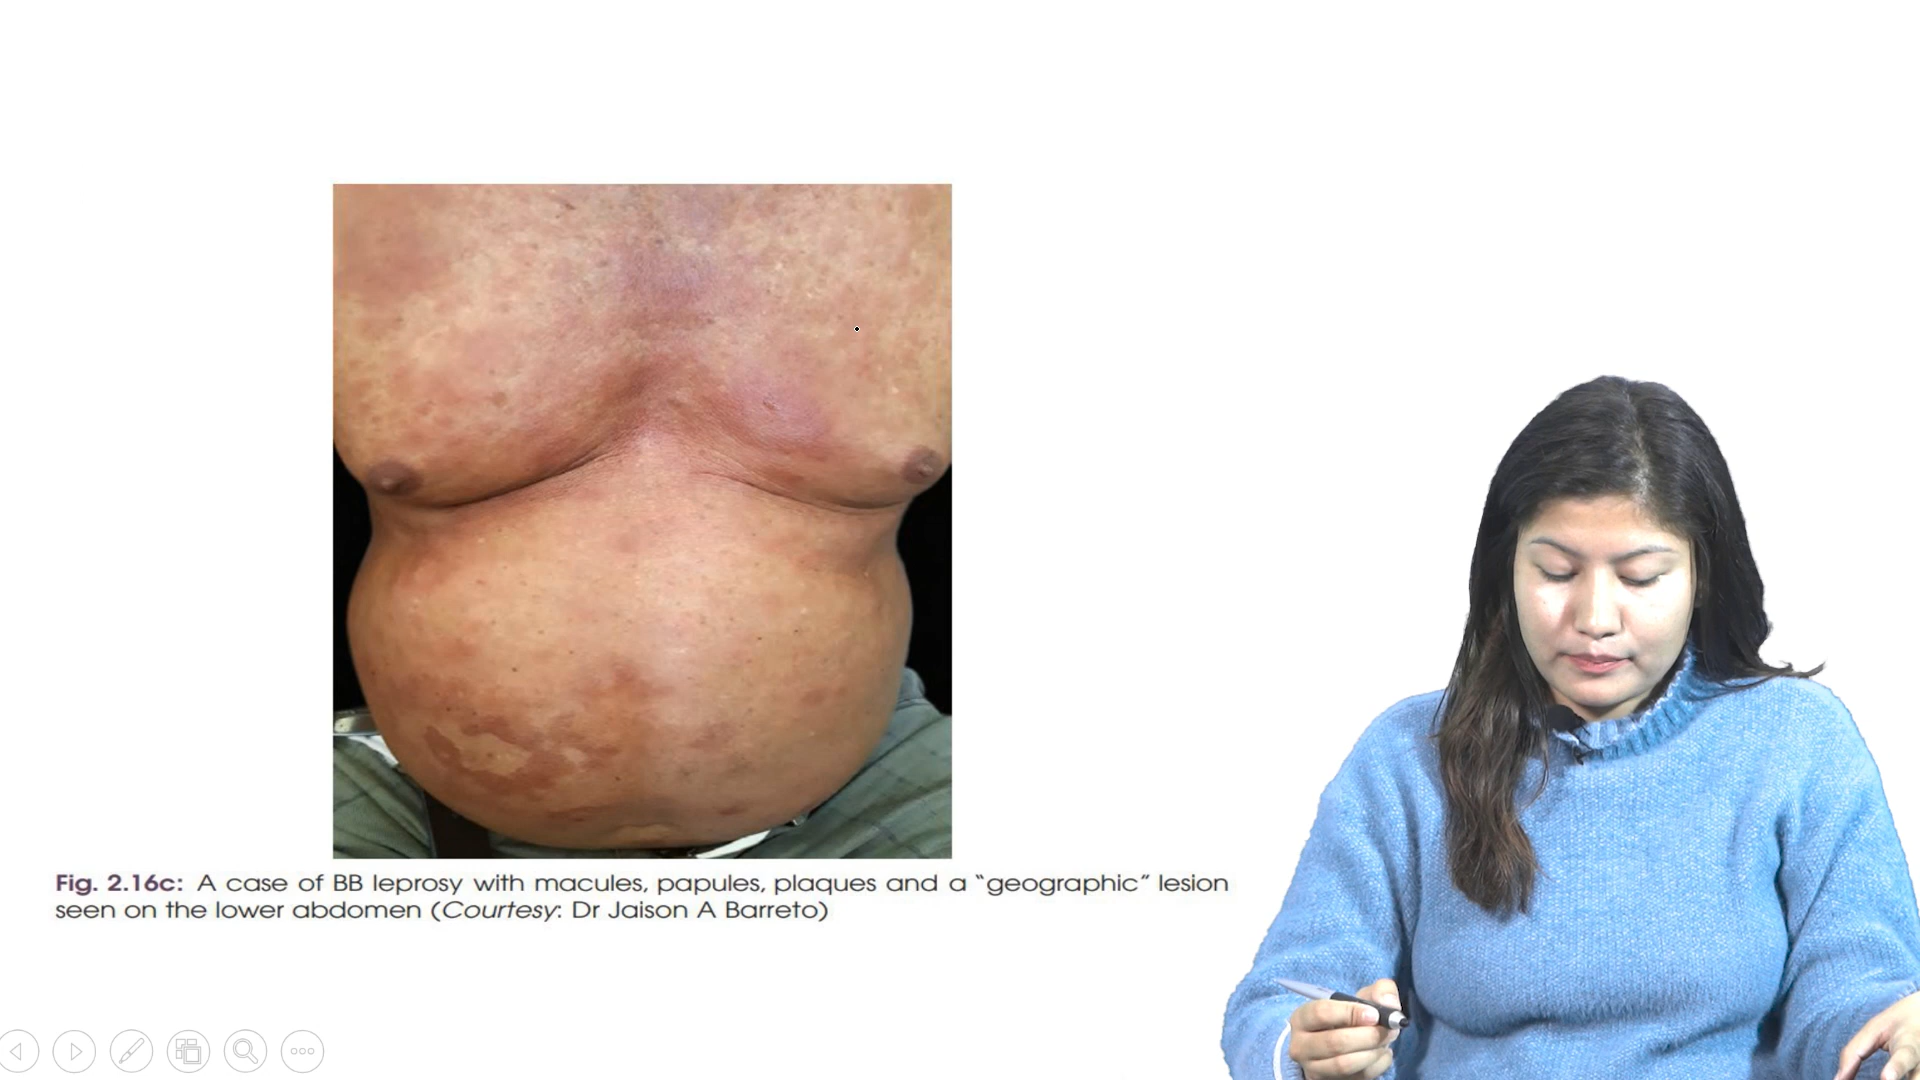 Fig. 2.16c: A case of BB leprosy with macules, papules, plaques and a “geographic” lesion
seen on the lower abdomen (Courtesy: Dr Jaison A Barreto)